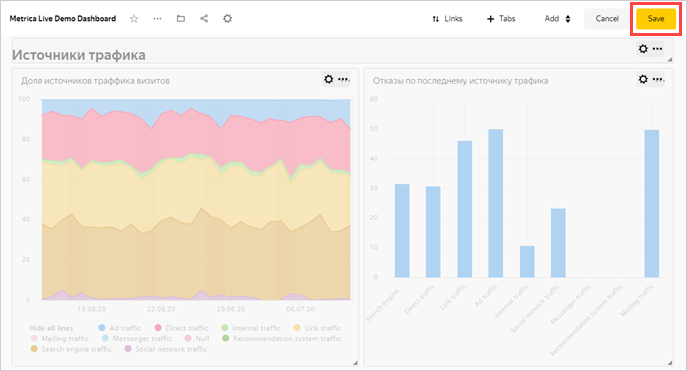 Metrica Live Demo Dashboard
Links
Tabs
Add
Cancel
Save
Источники трафика
Доля источников траффика визитов
100
80
60
40
20
0
15.06.20 22.06.20 29.06.20 06.07.20
Hide all lines Ad traffic Direct traffic Internal traffic Link traffic
Mailing traffic Messenger traffic Null Recommendation system traffic
Search engine traffic Social network traffic
Отказы по последнему источнику трафика
60
50
40
30
20
10
0
Search engine...
Direct traffic
Link traffic
Ad traffic
Internal traffic
Social network traffic
Messenger traffic
Recommendation system traffic
Mailing traffic